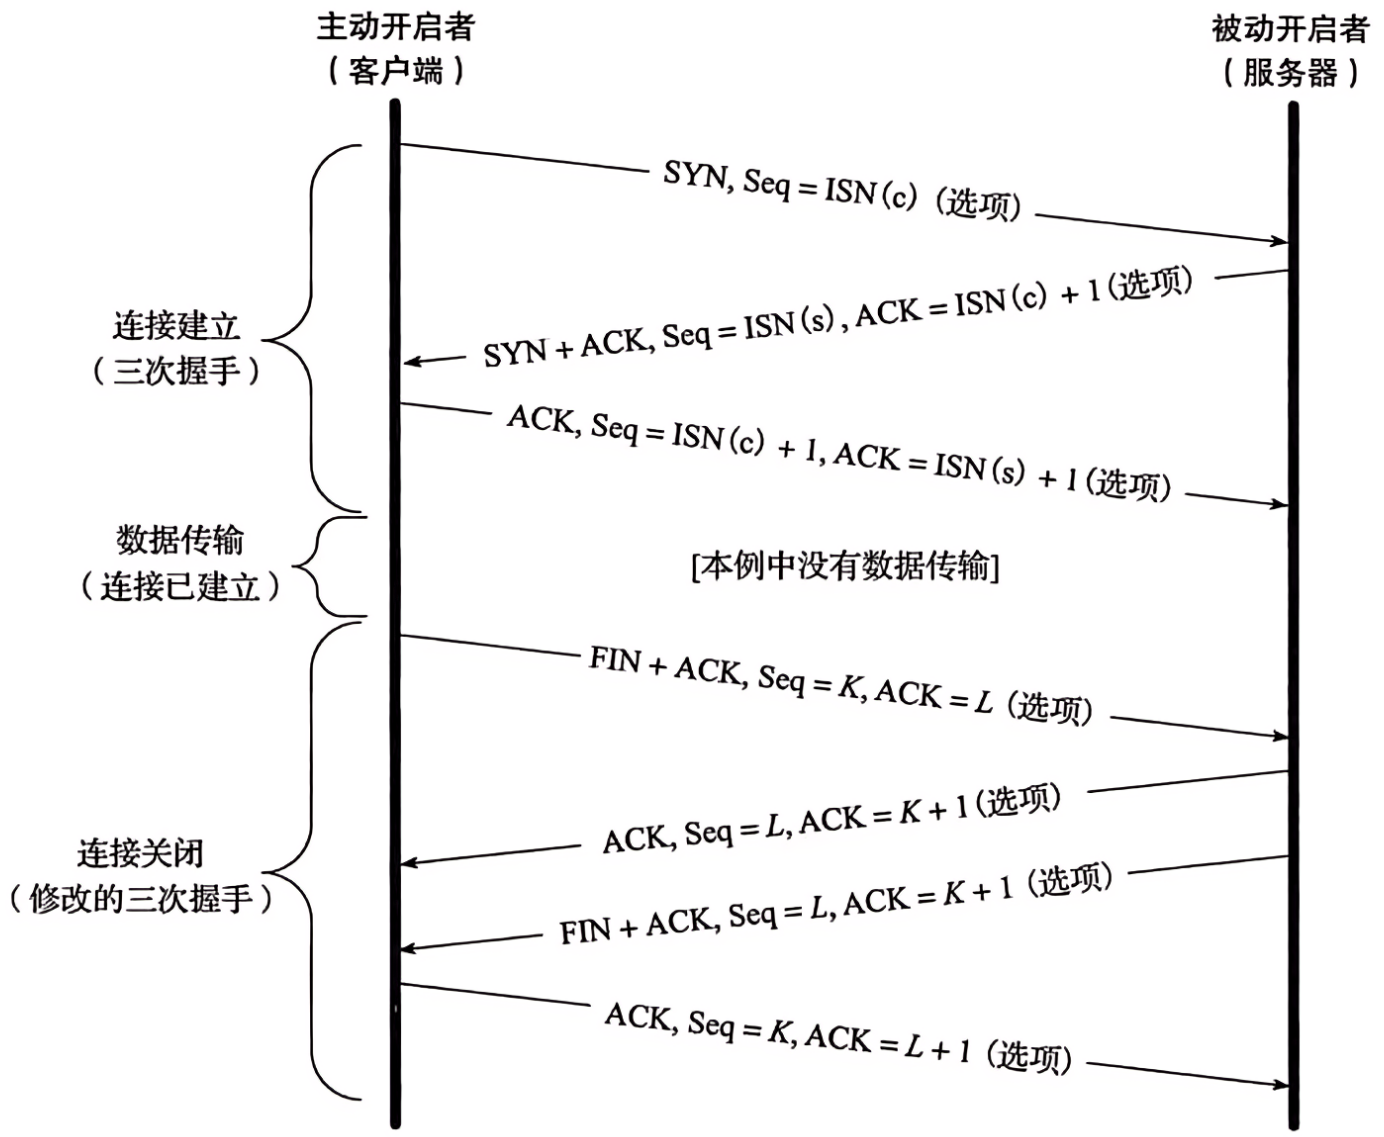 主动开启者
（客户端）
被动开启者
（服务器）
SYN, Seq = ISN(c)（选项）
SYN + ACK, Seq = ISN(s), ACK = ISN(c) + 1(选项)
连接建立
（三次握手）
ACK, Seq = ISN(c) + 1, ACK = ISN(s) + 1(选项)
数据传输
（连接已建立）
[本例中没有数据传输]
FIN + ACK, Seq = K, ACK = L (选项)
ACK, Seq = L, ACK = K + 1(选项)
连接关闭
（修改的三次握手）
FIN + ACK, Seq = L, ACK = K + 1 (选项)
ACK, Seq = K, ACK = L + 1 (选项)